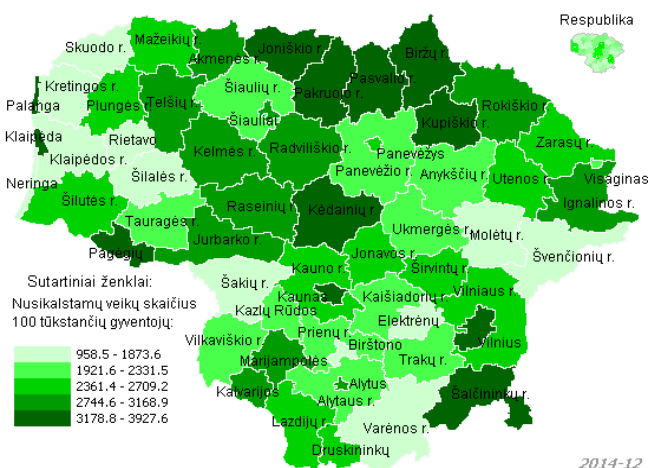 Respublika
Skuodo r.
Mažeikių r.
Akmenės r.
Joniškio r
Biržų r.
Kretingos r.
Plungės
Telšių r.
Šiaulių r.
Pakruojo r.
Pasvalio r.
Palanga
Šiauliai
Rokiškio r.
Kupiškio r.
Klaipėda
Rietavo
Klaipėdos r.
Kelmės r.
Radviliškio r.
Panevėžys
Panevėžio r.
Zarasų r.
Neringa
Šilalės r.
Anykščių r.
Utenos r
Visaginas
Ignalinos r.
Šilutės r.
Tauragės r.
Raseinių r.
Kėdainių r.
Ukmergės r.
Molėtų r.
Pagėgių
Jurbarko r.
Jonavos r.
Širvintų r.
Švenčionių r.
Sutartiniai ženklai:
Nusikalstamų veikų skaičius
100 tūkstančių gyventojų:
958.5 - 1873.6
1921.6 - 2331.5
2361.4 - 2709.2
2744.6 - 3168.9
3178.8 - 3927.6
Šakių r.
Kauno r.
Kaunas
Kaišiadorių r.
Vilniaus r.
Kazlų Rūdos
Elektrėnų
Vilkaviškio r.
Prienų r.
Birštono
Vilnius
Marijampolės
Trakų r.
Kalvarijos
Alytus
Alytaus r.
Šalčininkų r.
Lazdijų r.
Varėnos r.
Druskininkų
2014-12